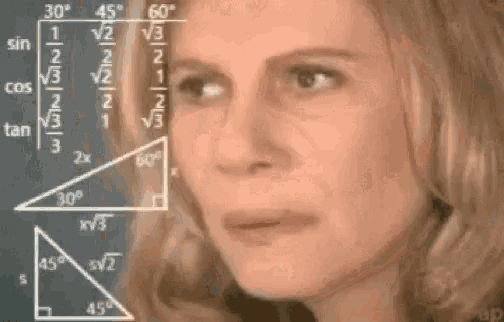 30° 45° 60°
sin 1/2 √2/2 √3/2
cos √3/2 √2/2 1/2
tan √3/3 1 √3
2x 60° x
30°
x√3
45° s√2
s
45°